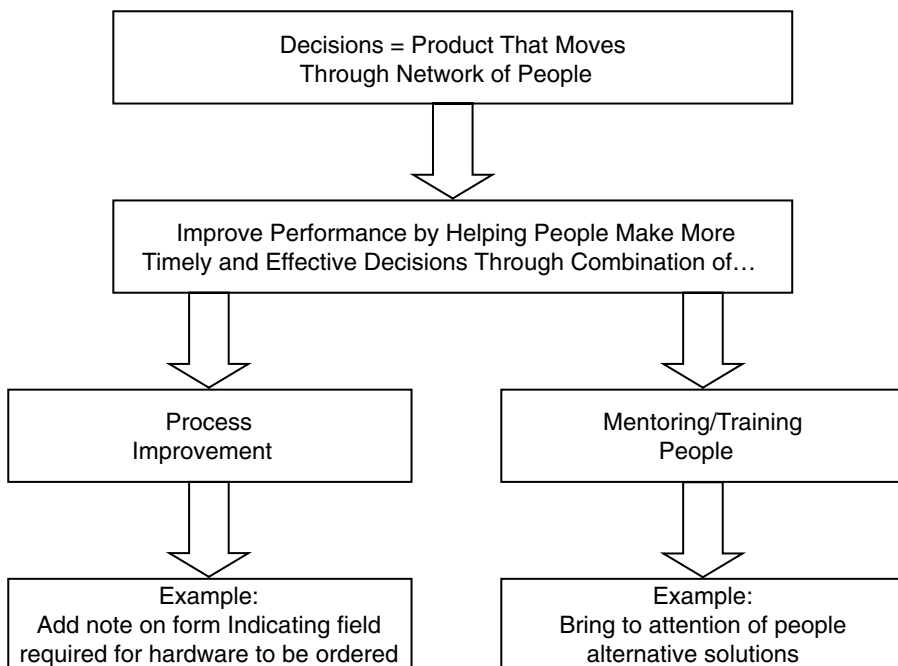 Decisions = Product That Moves
Through Network of People
Improve Performance by Helping People Make More
Timely and Effective Decisions Through Combination of…
Process
Improvement
Mentoring/Training
People
Example:
Add note on form Indicating field
required for hardware to be ordered
Example:
Bring to attention of people
alternative solutions